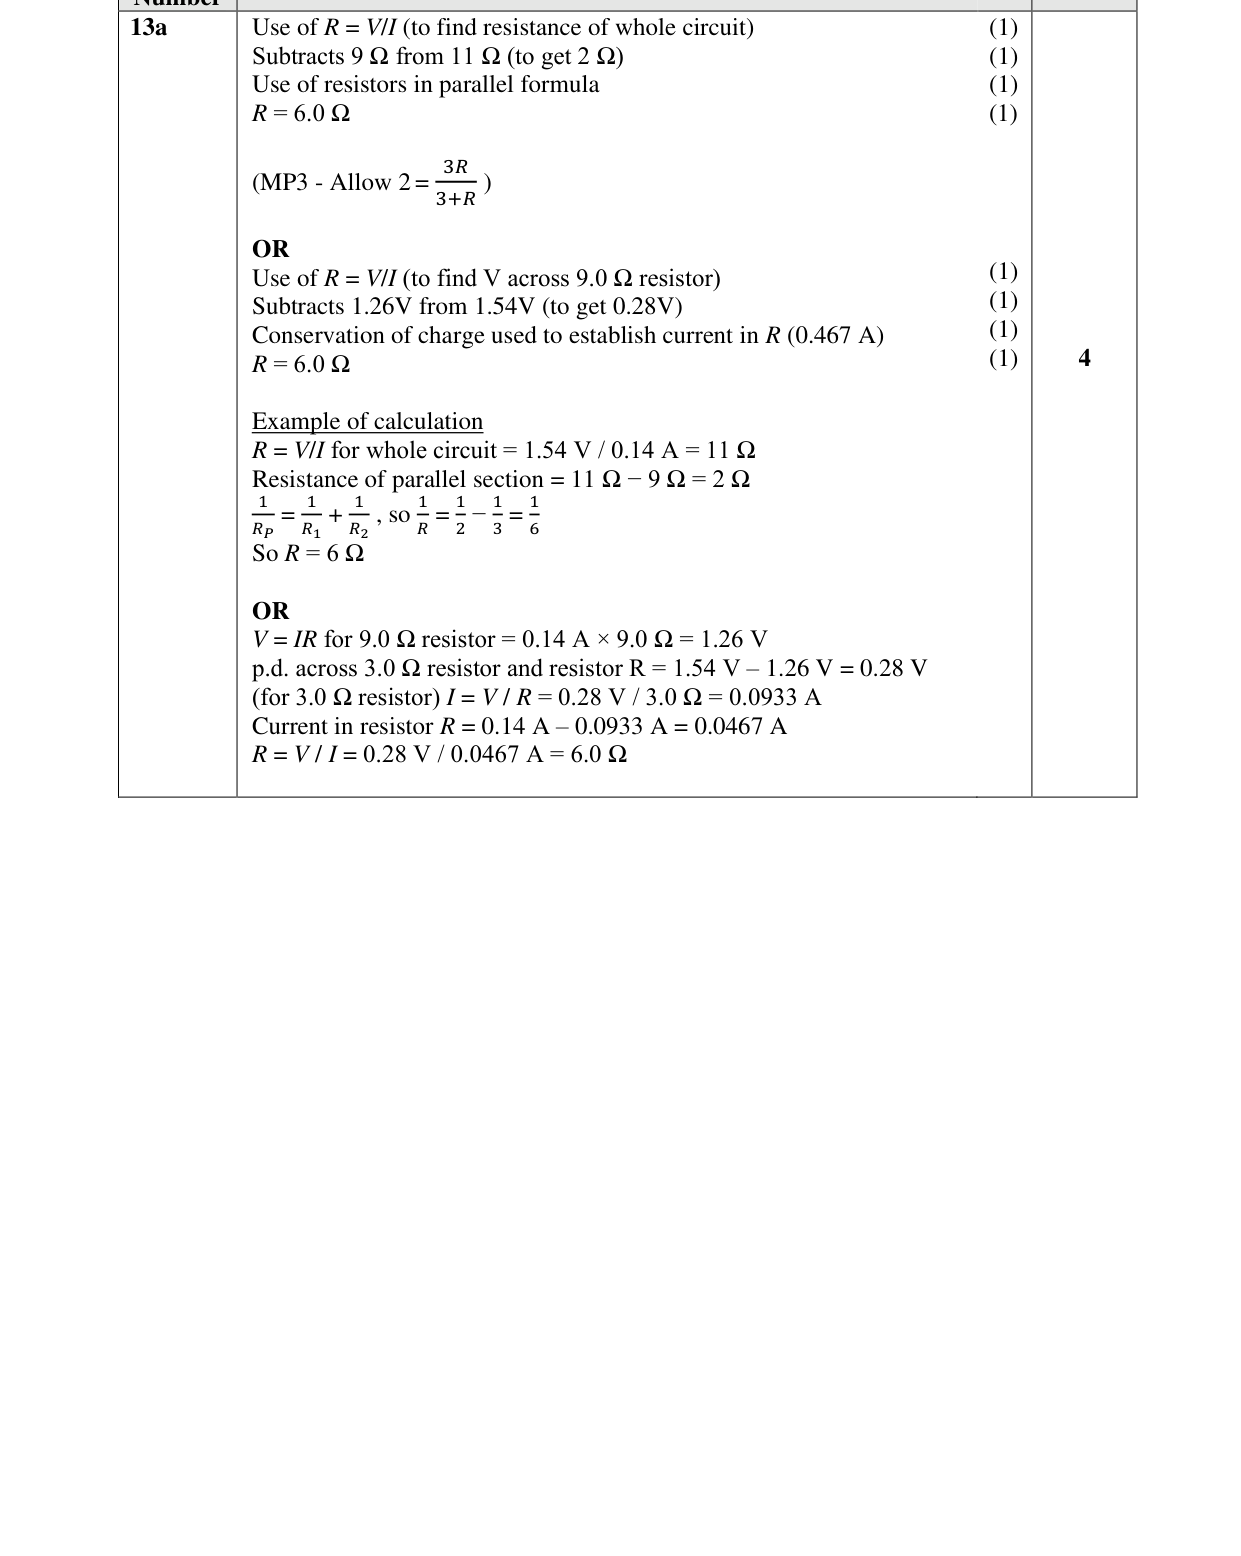 Number
13a
Use of R = V/I (to find resistance of whole circuit) (1)
Subtracts 9 Ω from 11 Ω (to get 2 Ω) (1)
Use of resistors in parallel formula (1)
R = 6.0 Ω (1)
(MP3 - Allow 2 = 3R/(3+R) )
OR
Use of R = V/I (to find V across 9.0 Ω resistor) (1)
Subtracts 1.26V from 1.54V (to get 0.28V) (1)
Conservation of charge used to establish current in R (0.467 A) (1)
R = 6.0 Ω (1)
4
Example of calculation
R = V/I for whole circuit = 1.54 V / 0.14 A = 11 Ω
Resistance of parallel section = 11 Ω − 9 Ω = 2 Ω
1/R_P = 1/R_1 + 1/R_2 , so 1/R = 1/2 − 1/3 = 1/6
So R = 6 Ω
OR
V = IR for 9.0 Ω resistor = 0.14 A × 9.0 Ω = 1.26 V
p.d. across 3.0 Ω resistor and resistor R = 1.54 V – 1.26 V = 0.28 V
(for 3.0 Ω resistor) I = V / R = 0.28 V / 3.0 Ω = 0.0933 A
Current in resistor R = 0.14 A – 0.0933 A = 0.0467 A
R = V / I = 0.28 V / 0.0467 A = 6.0 Ω